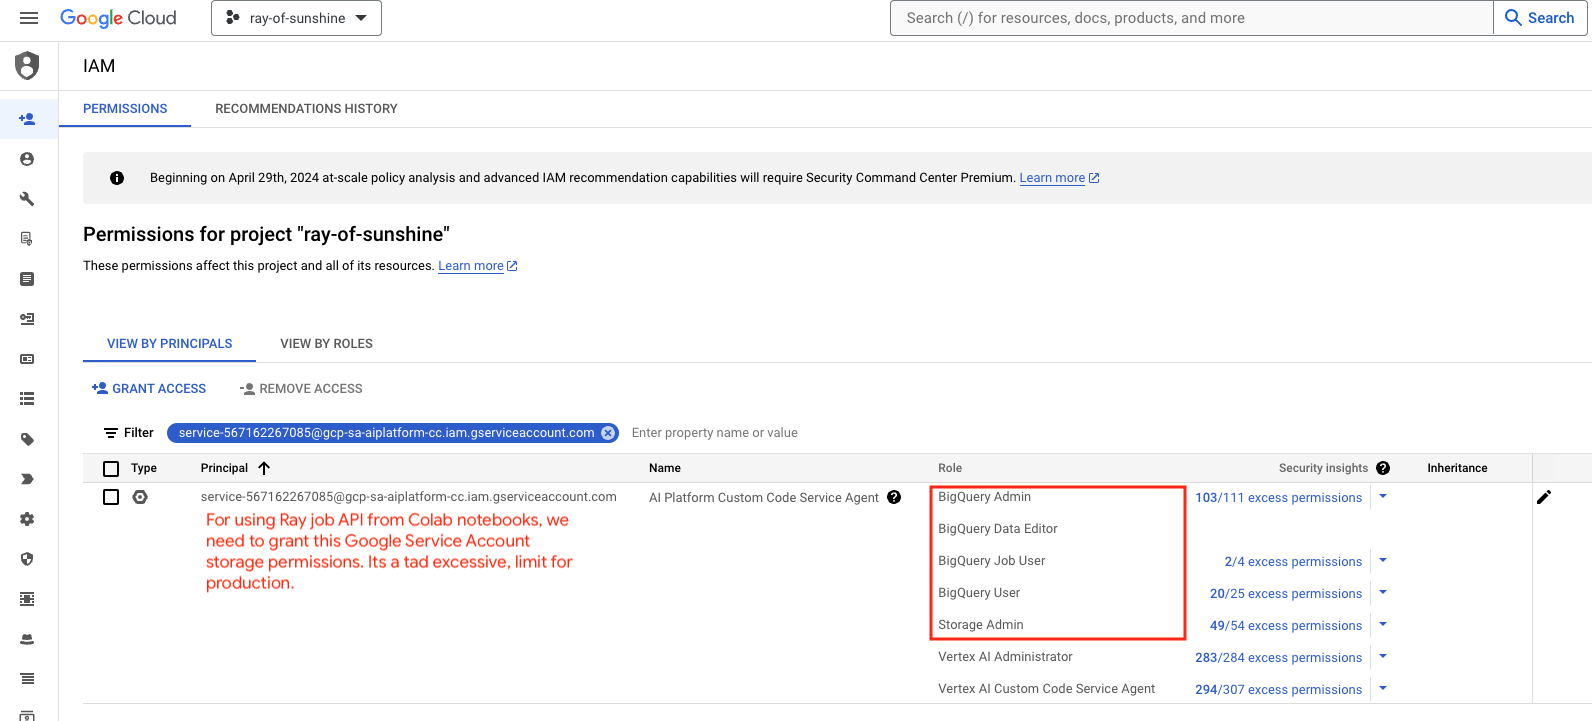 Google Cloud
ray-of-sunshine
Search (/) for resources, docs, products, and more
Search
IAM
PERMISSIONS
RECOMMENDATIONS HISTORY
Beginning on April 29th, 2024 at-scale policy analysis and advanced IAM recommendation capabilities will require Security Command Center Premium. Learn more
Permissions for project "ray-of-sunshine"
These permissions affect this project and all of its resources. Learn more
VIEW BY PRINCIPALS
VIEW BY ROLES
GRANT ACCESS
REMOVE ACCESS
Filter
service-567162267085@gcp-sa-aiplatform-cc.iam.gserviceaccount.com
Enter property name or value
Type
Principal
Name
Role
Security insights
Inheritance
service-567162267085@gcp-sa-aiplatform-cc.iam.gserviceaccount.com
AI Platform Custom Code Service Agent
For using Ray job API from Colab notebooks, we
need to grant this Google Service Account
storage permissions. Its a tad excessive, limit for
production.
BigQuery Admin
103/111 excess permissions
BigQuery Data Editor
BigQuery Job User
2/4 excess permissions
BigQuery User
20/25 excess permissions
Storage Admin
49/54 excess permissions
Vertex AI Administrator
283/284 excess permissions
Vertex AI Custom Code Service Agent
294/307 excess permissions